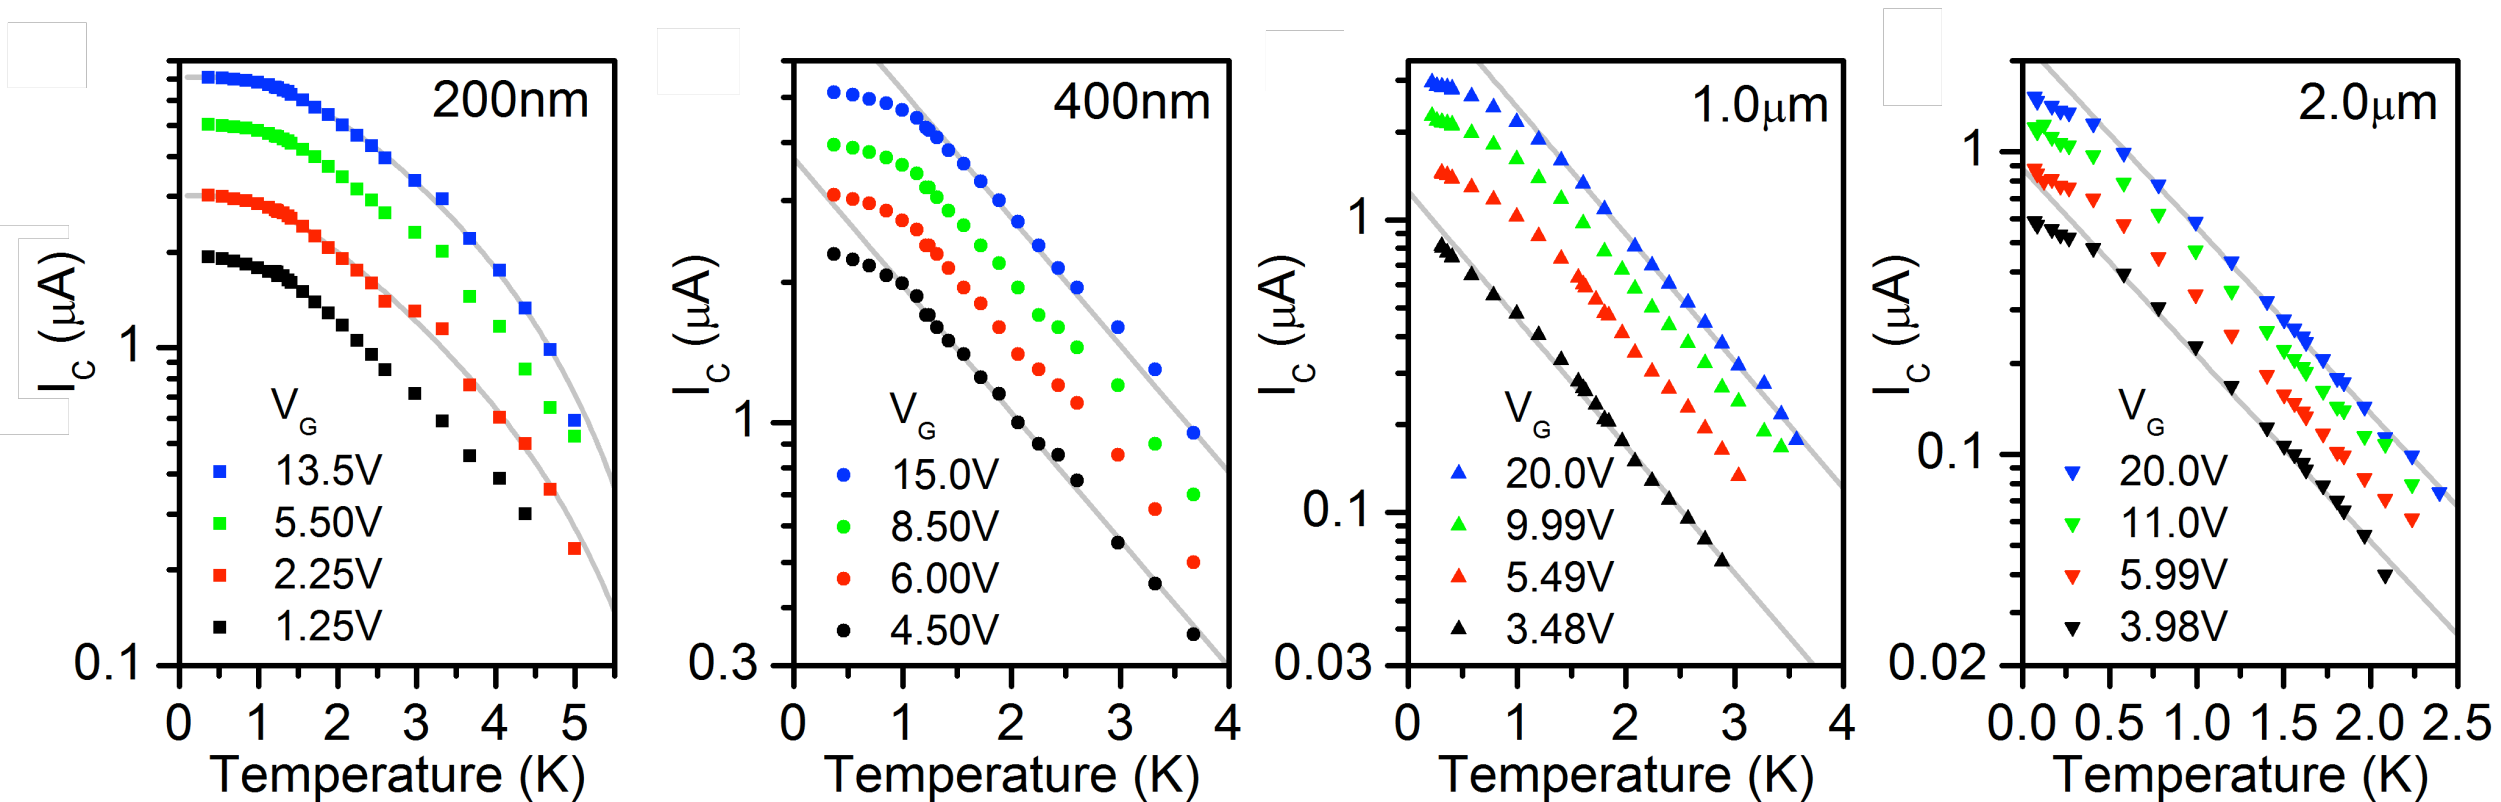 200nm
I_C (μA)
1
0.1
V_G
13.5V
5.50V
2.25V
1.25V
0 1 2 3 4 5
Temperature (K)
400nm
I_C (μA)
1
0.3
V_G
15.0V
8.50V
6.00V
4.50V
0 1 2 3 4
Temperature (K)
1.0μm
I_C (μA)
1
0.1
0.03
V_G
20.0V
9.99V
5.49V
3.48V
0 1 2 3 4
Temperature (K)
2.0μm
I_C (μA)
1
0.1
0.02
V_G
20.0V
11.0V
5.99V
3.98V
0.0 0.5 1.0 1.5 2.0 2.5
Temperature (K)